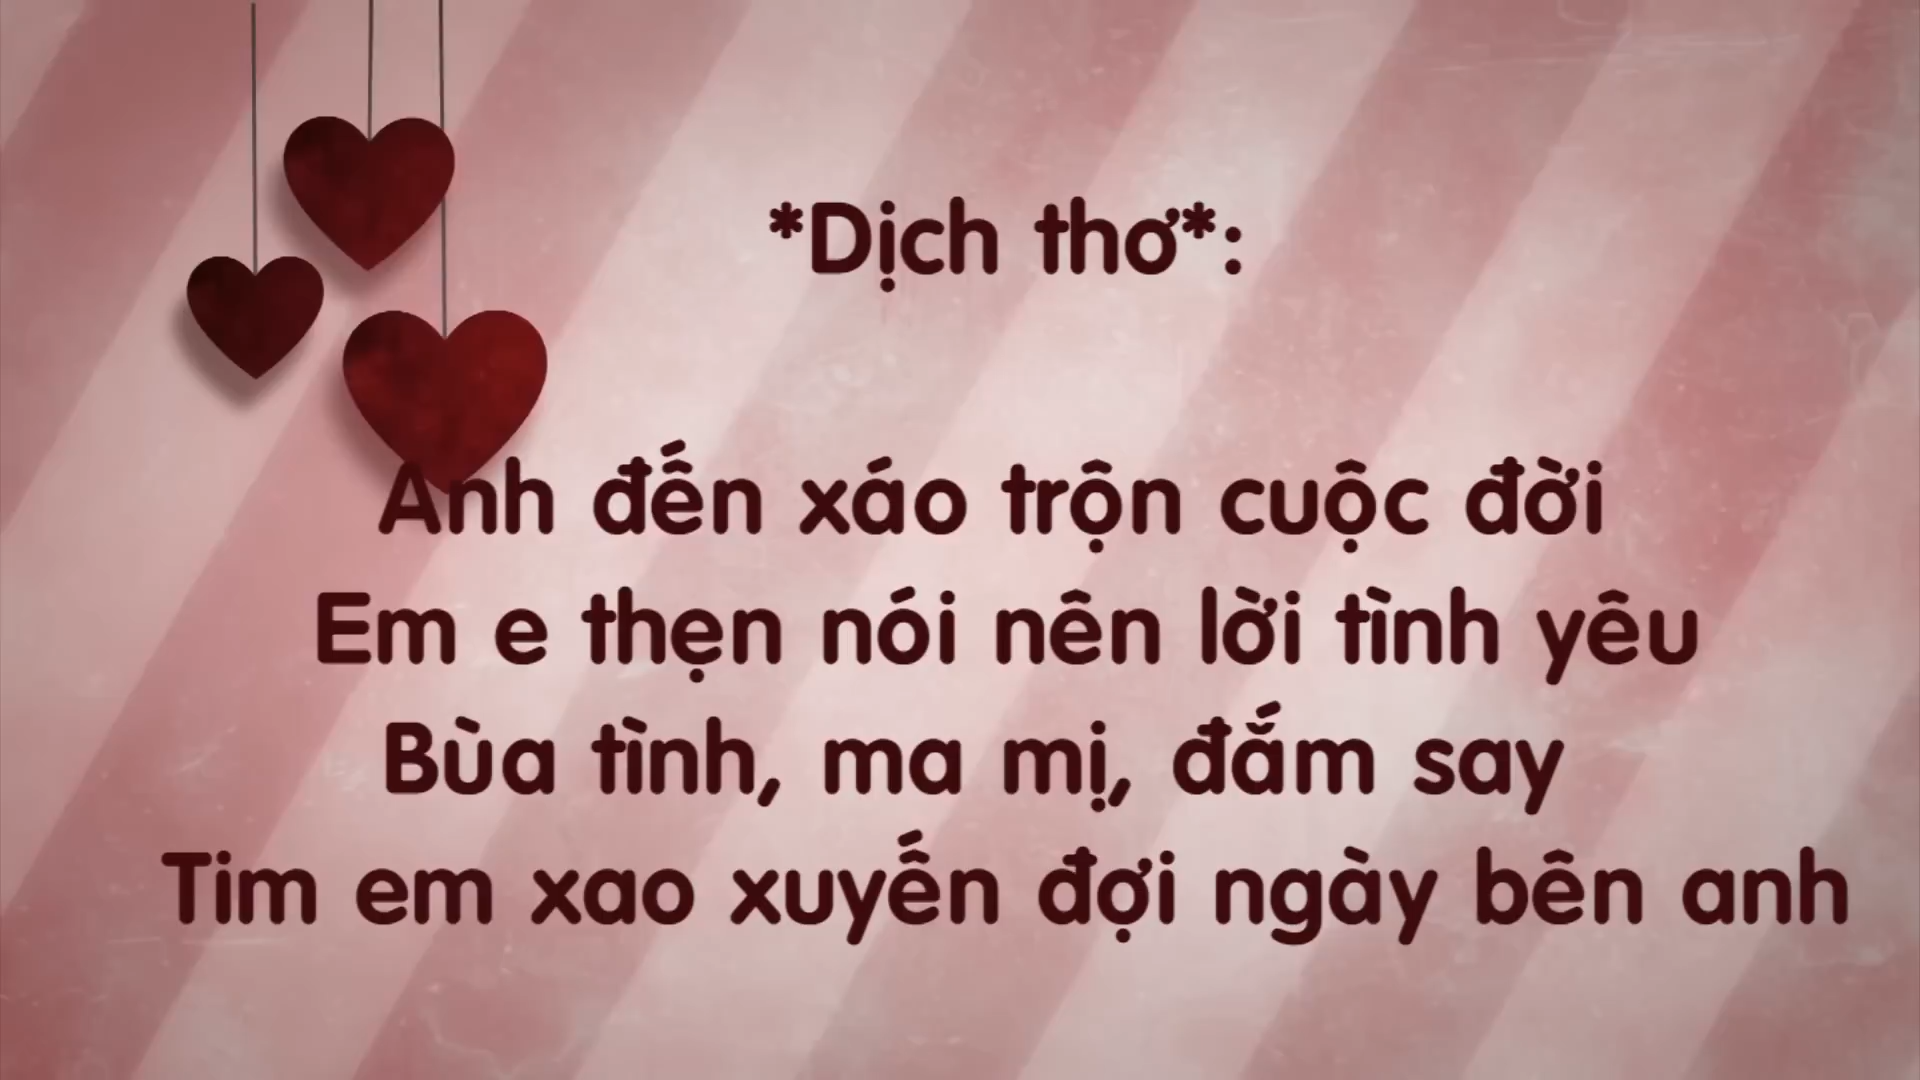 *Dịch thơ*:
Anh đến xáo trộn cuộc đời
Em e thẹn nói nên lời tình yêu
Bùa tình, ma mị, đắm say
Tim em xao xuyến đợi ngày bên anh